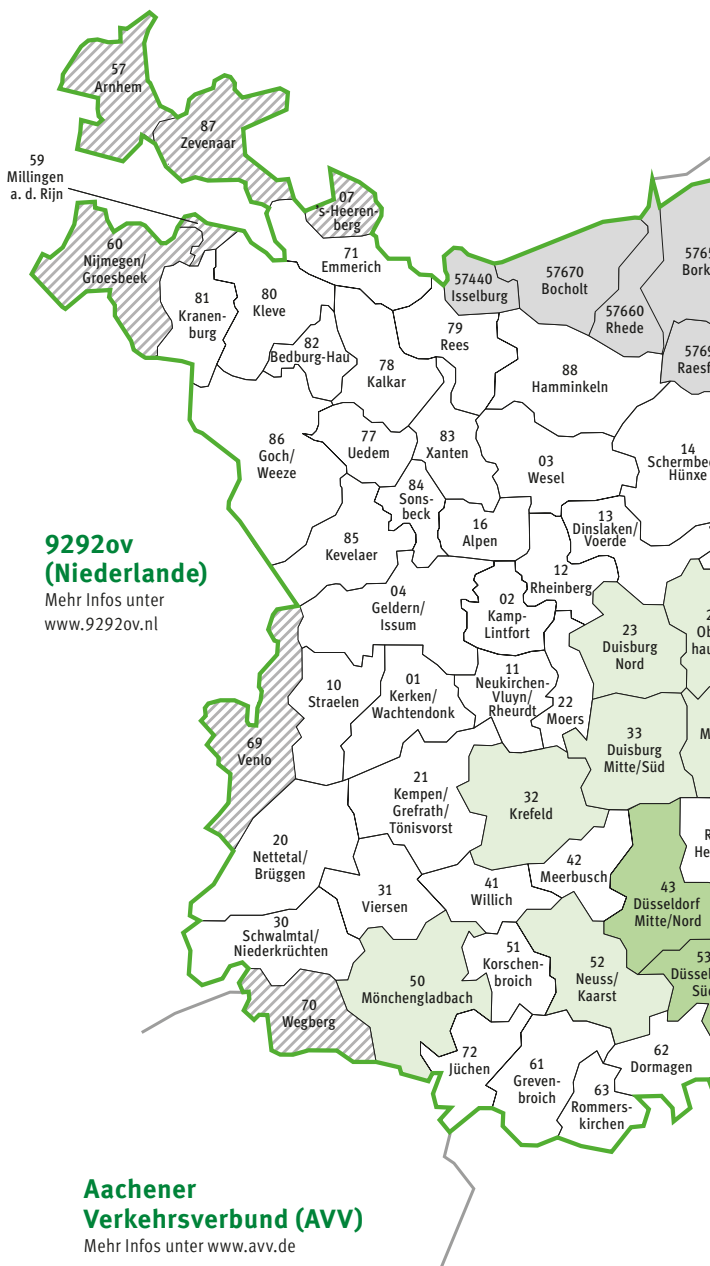 57
Arnhem
87
Zevenaar
59
Millingen
a. d. Rijn
07
's-Heeren-
berg
60
Nijmegen/
Groesbeek
71
Emmerich
57440
Isselburg
57670
Bocholt
57660
Rhede
81
Kranen-
burg
80
Kleve
82
Bedburg-Hau
79
Rees
78
Kalkar
88
Hamminkeln
86
Goch/
Weeze
77
Uedem
83
Xanten
03
Wesel
14
Hünxe
84
Sons-
beck
85
Kevelaer
16
Alpen
13
Dinslaken/
Voerde
12
Rheinberg
9292ov
(Niederlande)
Mehr Infos unter
www.9292ov.nl
04
Geldern/
Issum
02
Kamp-
Lintfort
23
Duisburg
Nord
10
Straelen
01
Kerken/
Wachtendonk
11
Neukirchen-
Vluyn/
Rheurdt
22
Moers
33
Duisburg
Mitte/Süd
69
Venlo
21
Kempen/
Grefrath/
Tönisvorst
32
Krefeld
20
Nettetal/
Brüggen
42
Meerbusch
31
Viersen
41
Willich
43
Düsseldorf
Mitte/Nord
30
Schwalmtal/
Niederkrüchten
51
Korschen-
broich
52
Neuss/
Kaarst
53
50
Mönchengladbach
70
Wegberg
72
Jüchen
61
Greven-
broich
62
Dormagen
63
Rommers-
kirchen
Aachener
Verkehrsverbund (AVV)
Mehr Infos unter www.avv.de